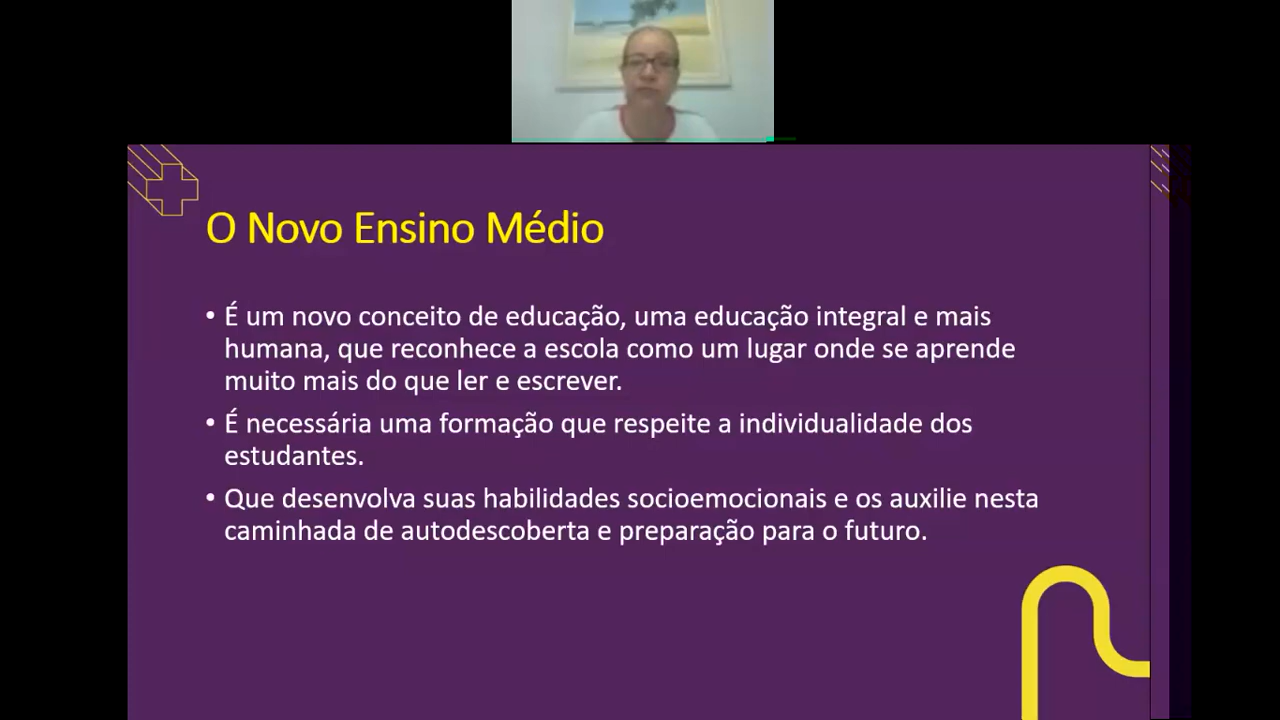 O Novo Ensino Médio
• É um novo conceito de educação, uma educação integral e mais
humana, que reconhece a escola como um lugar onde se aprende
muito mais do que ler e escrever.
• É necessária uma formação que respeite a individualidade dos
estudantes.
• Que desenvolva suas habilidades socioemocionais e os auxilie nesta
caminhada de autodescoberta e preparação para o futuro.